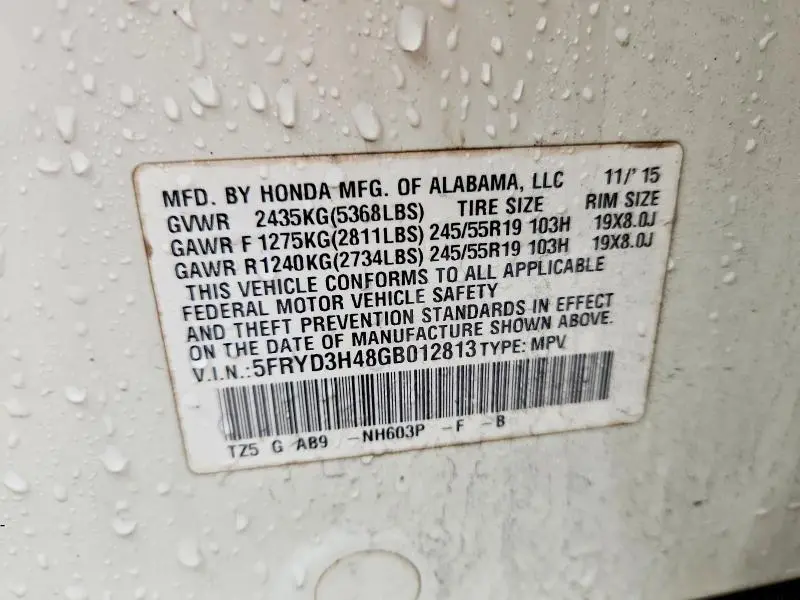 MFD. BY HONDA MFG. OF ALABAMA, LLC 11/' 15
GVWR 2435KG(5368LBS) TIRE SIZE RIM SIZE
GAWR F 1275KG(2811LBS) 245/55R19 103H 19X8.0J
GAWR R1240KG(2734LBS) 245/55R19 103H 19X8.0J
THIS VEHICLE CONFORMS TO ALL APPLICABLE
FEDERAL MOTOR VEHICLE SAFETY
AND THEFT PREVENTION STANDARDS IN EFFECT
ON THE DATE OF MANUFACTURE SHOWN ABOVE.
V.I.N.:5FRYD3H48GB012813 TYPE: MPV
TZ5 G AB9 -NH603P -F -B